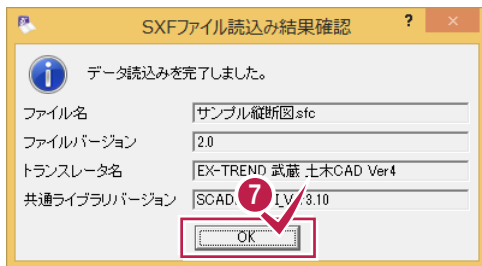 SXFファイル読込み結果確認 ? ×
データ読込みを完了しました。
ファイル名 サンプル縦断図.sfc
ファイルバージョン 2.0
トランスレータ名 EX-TREND 武蔵 土木CAD Ver4
共通ライブラリバージョン 3.10
7
OK